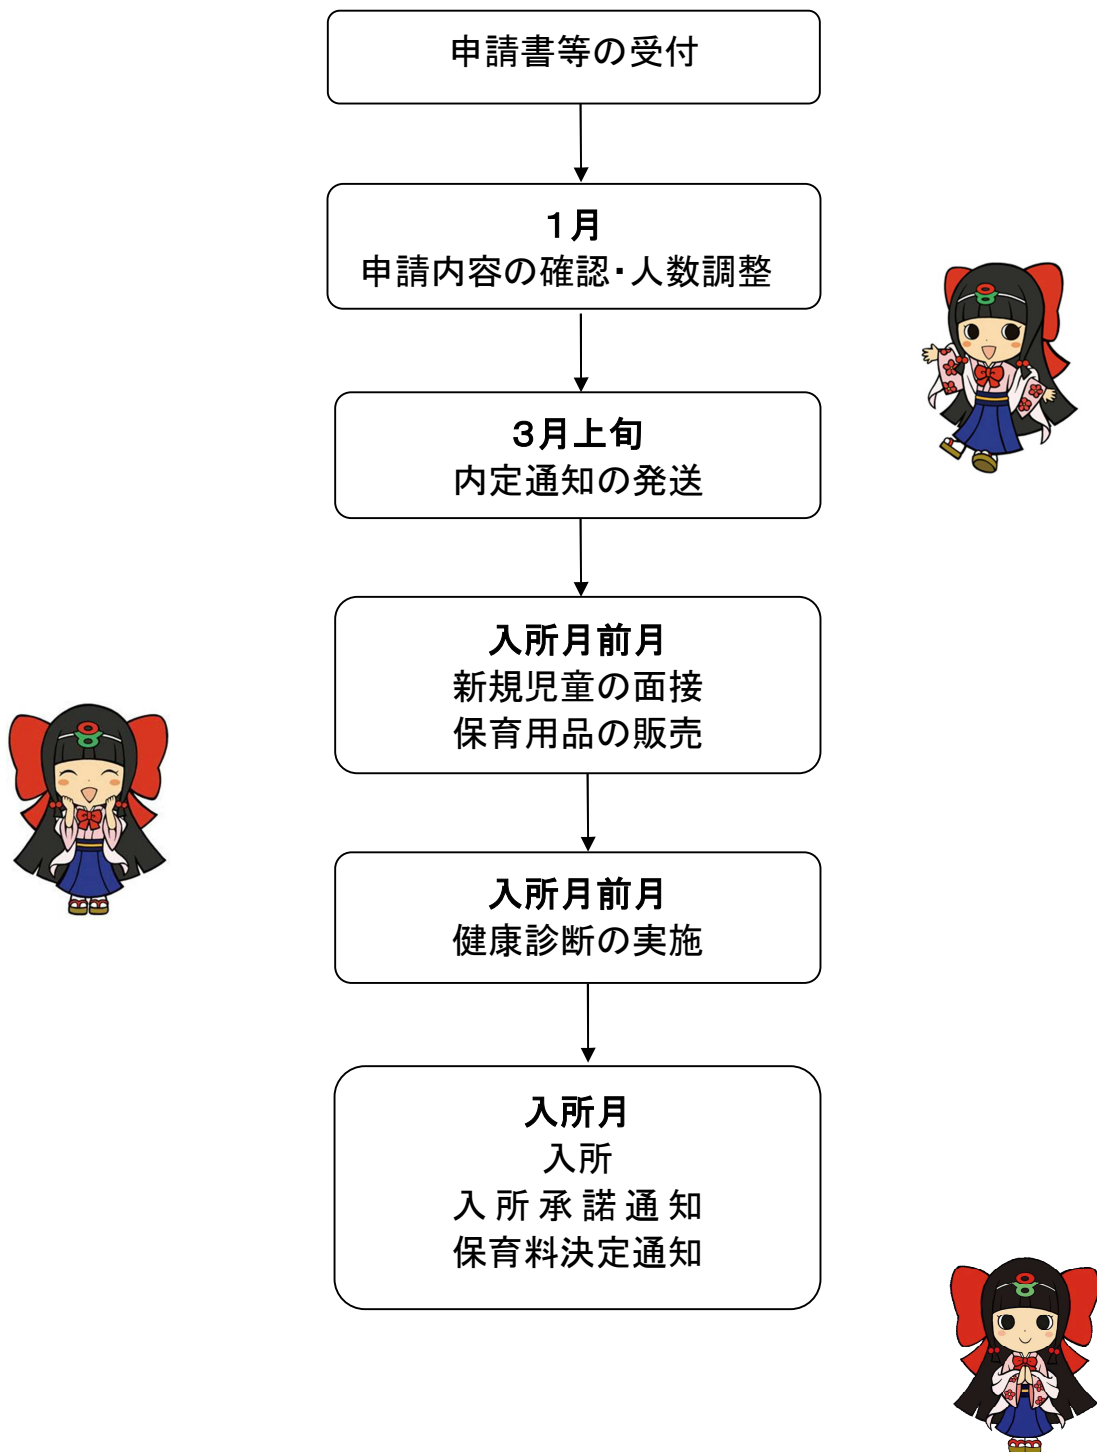 申請書等の受付
１月
申請内容の確認・人数調整
３月上旬
内定通知の発送
入所月前月
新規児童の面接
保育用品の販売
入所月前月
健康診断の実施
入所月
入所
入所承諾通知
保育料決定通知